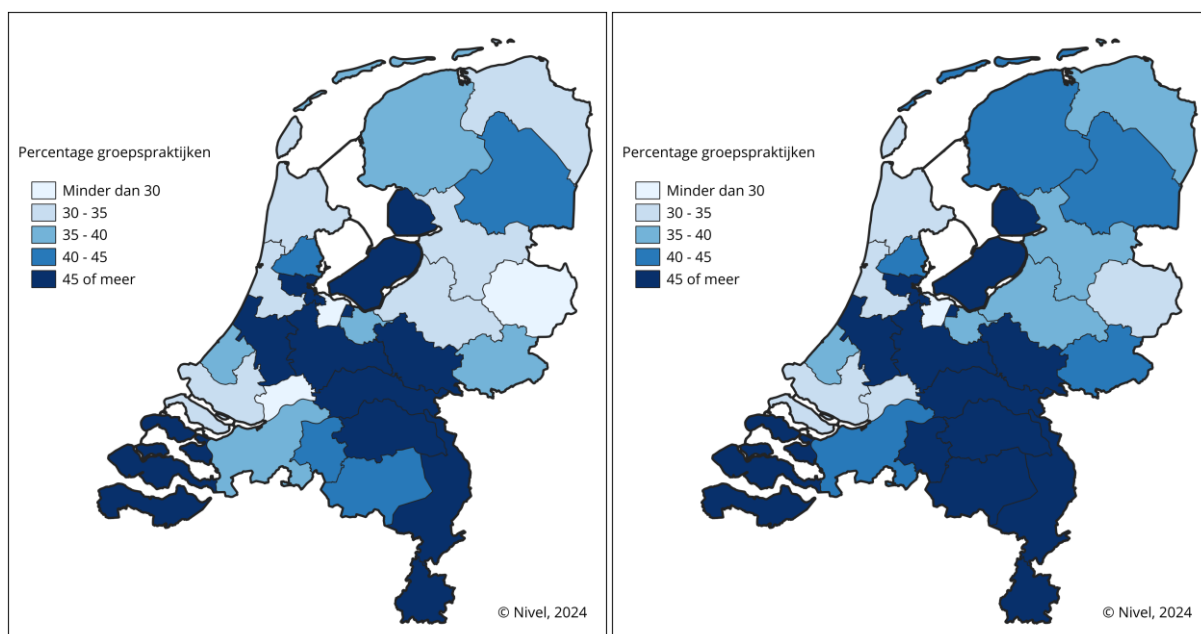 Percentage groepspraktijken
Minder dan 30
30 - 35
35 - 40
40 - 45
45 of meer
© Nivel, 2024
Percentage groepspraktijken
Minder dan 30
30 - 35
35 - 40
40 - 45
45 of meer
© Nivel, 2024